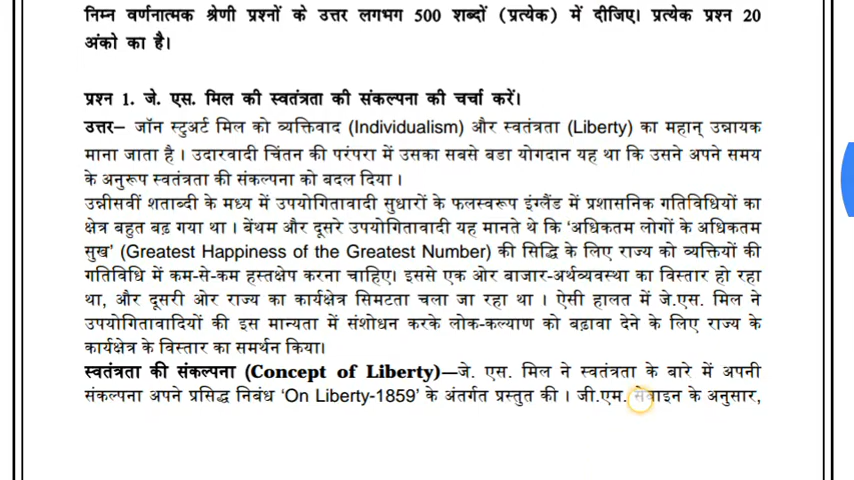 निम्न वर्णनात्मक श्रेणी प्रश्नों के उत्तर लगभग 500 शब्दों (प्रत्येक) में दीजिए। प्रत्येक प्रश्न 20
अंको का है।
प्रश्न 1. जे. एस. मिल की स्वतंत्रता की संकल्पना की चर्चा करें।
उत्तर– जॉन स्टुअर्ट मिल को व्यक्तिवाद (Individualism) और स्वतंत्रता (Liberty) का महान् उन्नायक
माना जाता है । उदारवादी चिंतन की परंपरा में उसका सबसे बडा योगदान यह था कि उसने अपने समय
के अनुरूप स्वतंत्रता की संकल्पना को बदल दिया ।
उन्नीसवीं शताब्दी के मध्य में उपयोगितावादी सुधारों के फलस्वरूप इंग्लैंड में प्रशासनिक गतिविधियों का
क्षेत्र बहुत बढ़ गया था । बेंथम और दूसरे उपयोगितावादी यह मानते थे कि ‘अधिकतम लोगों के अधिकतम
सुख’ (Greatest Happiness of the Greatest Number) की सिद्धि के लिए राज्य को व्यक्तियों की
गतिविधि में कम-से-कम हस्तक्षेप करना चाहिए। इससे एक ओर बाजार-अर्थव्यवस्था का विस्तार हो रहा
था, और दूसरी ओर राज्य का कार्यक्षेत्र सिमटता चला जा रहा था । ऐसी हालत में जे.एस. मिल ने
उपयोगितावादियों की इस मान्यता में संशोधन करके लोक-कल्याण को बढ़ावा देने के लिए राज्य के
कार्यक्षेत्र के विस्तार का समर्थन किया।
स्वतंत्रता की संकल्पना (Concept of Liberty)—जे. एस. मिल ने स्वतंत्रता के बारे में अपनी
संकल्पना अपने प्रसिद्ध निबंध ‘On Liberty-1859’ के अंतर्गत प्रस्तुत की । जी.एम. सेवाइन के अनुसार,